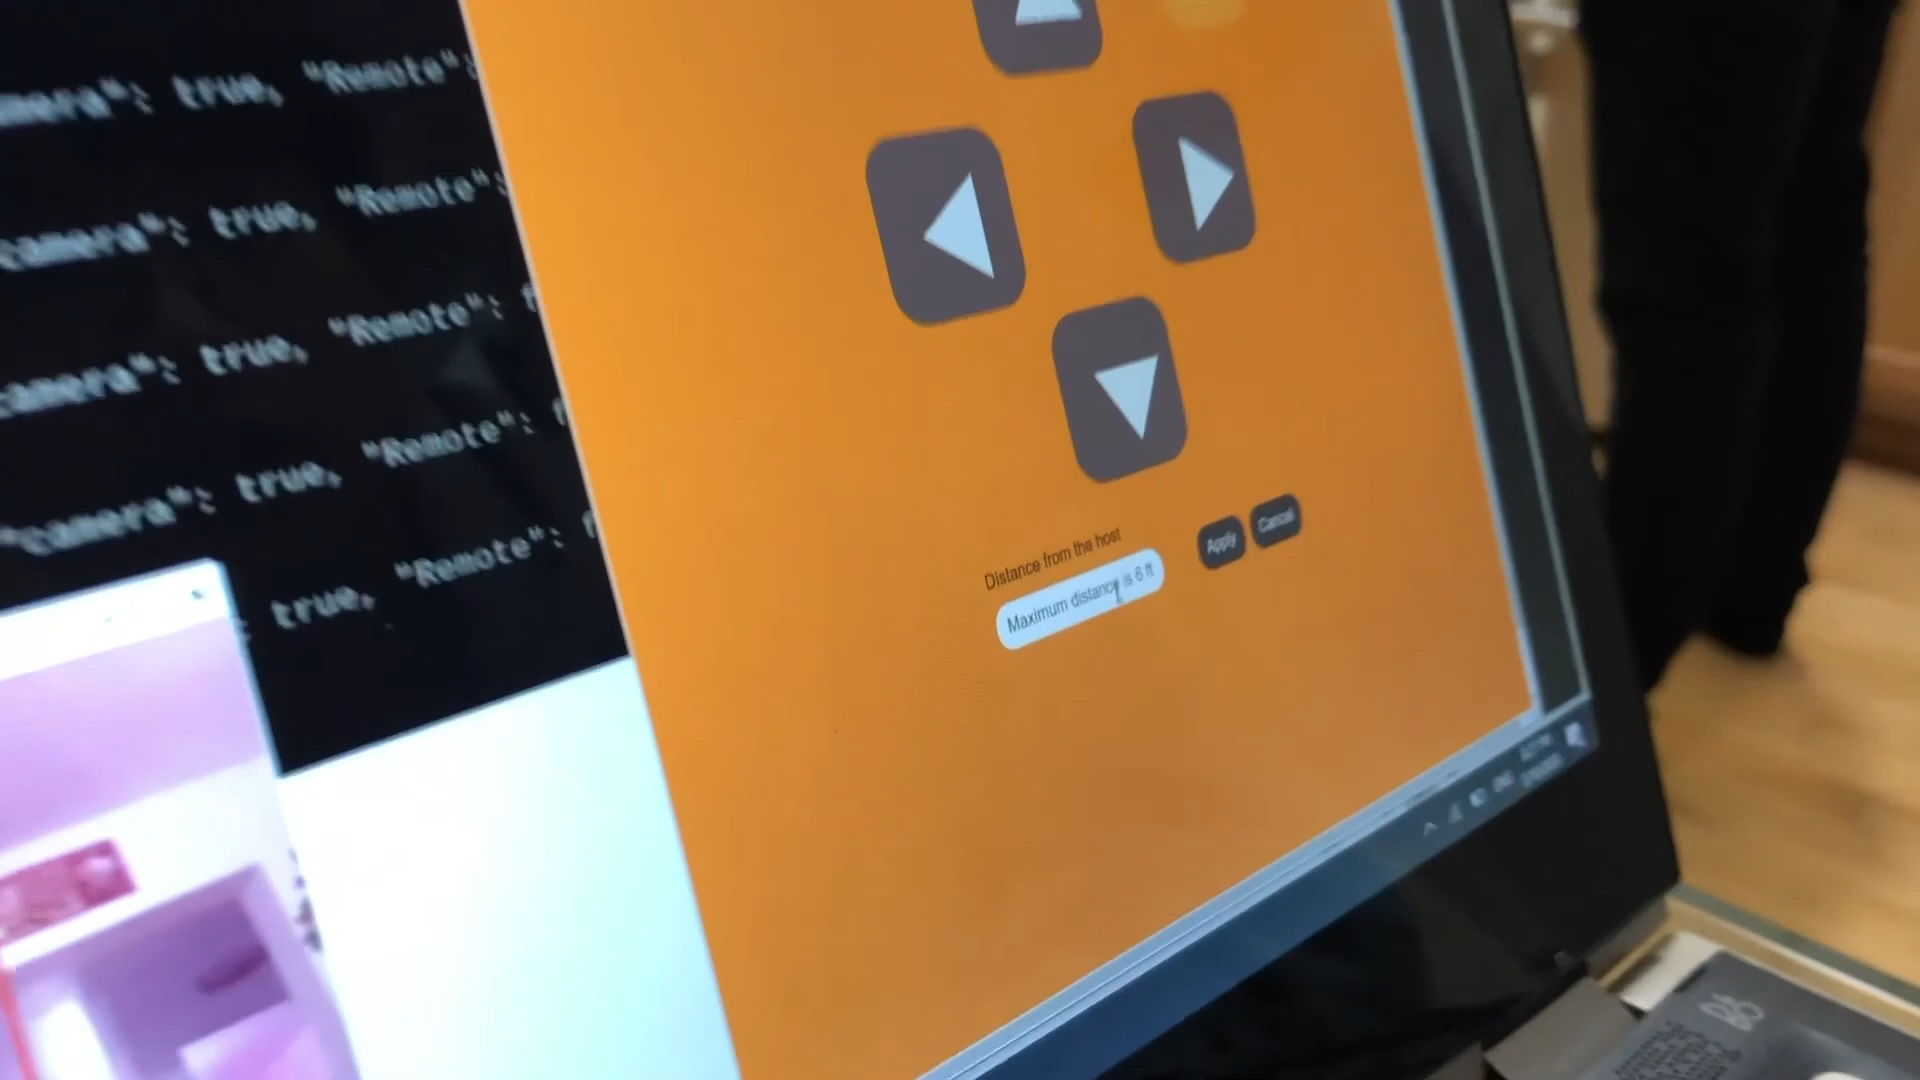 mera": true, "Remote":
camera": true, "Remote":
camera": true, "Remote":
"camera": true, "Remote":
: true, "Remote":
Distance from the host
Maximum distance is 6 ft
Apply
Cancel